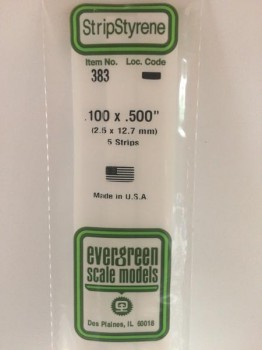 StripStyrene
Item No. Loc. Code
383
.100 x .500"
(2.5 x 12.7 mm)
5 Strips
Made in U.S.A
evergreen
scale models
Des Plaines, IL 60018